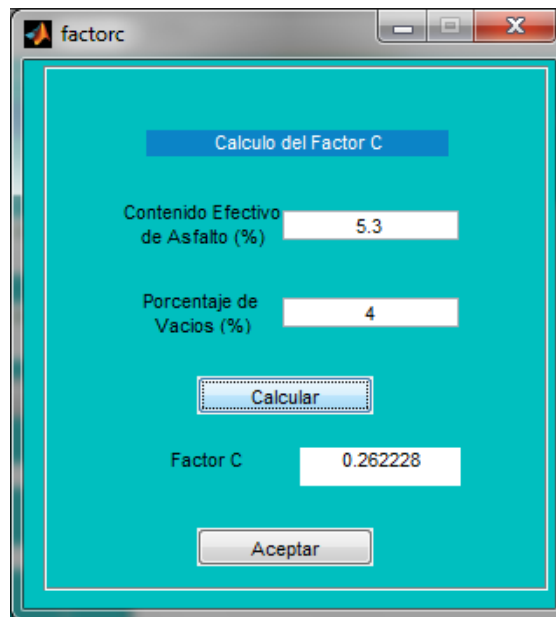 factorc
Calculo del Factor C
Contenido Efectivo
de Asfalto (%)
5.3
Porcentaje de
Vacios (%)
4
Calcular
Factor C
0.262228
Aceptar